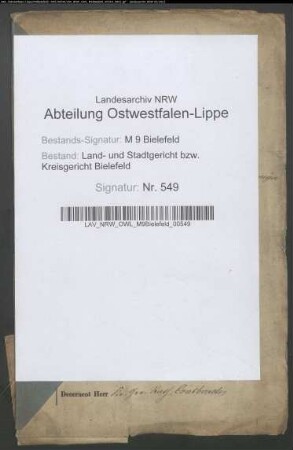 Landesarchiv NRW
Abteilung Ostwestfalen-Lippe
Bestands-Signatur: M 9 Bielefeld
Bestand: Land- und Stadtgericht bzw.
Kreisgericht Bielefeld
Signatur: Nr. 549
LAV_NRW_OWL_M9Bielefeld_00549
Decernent Herr